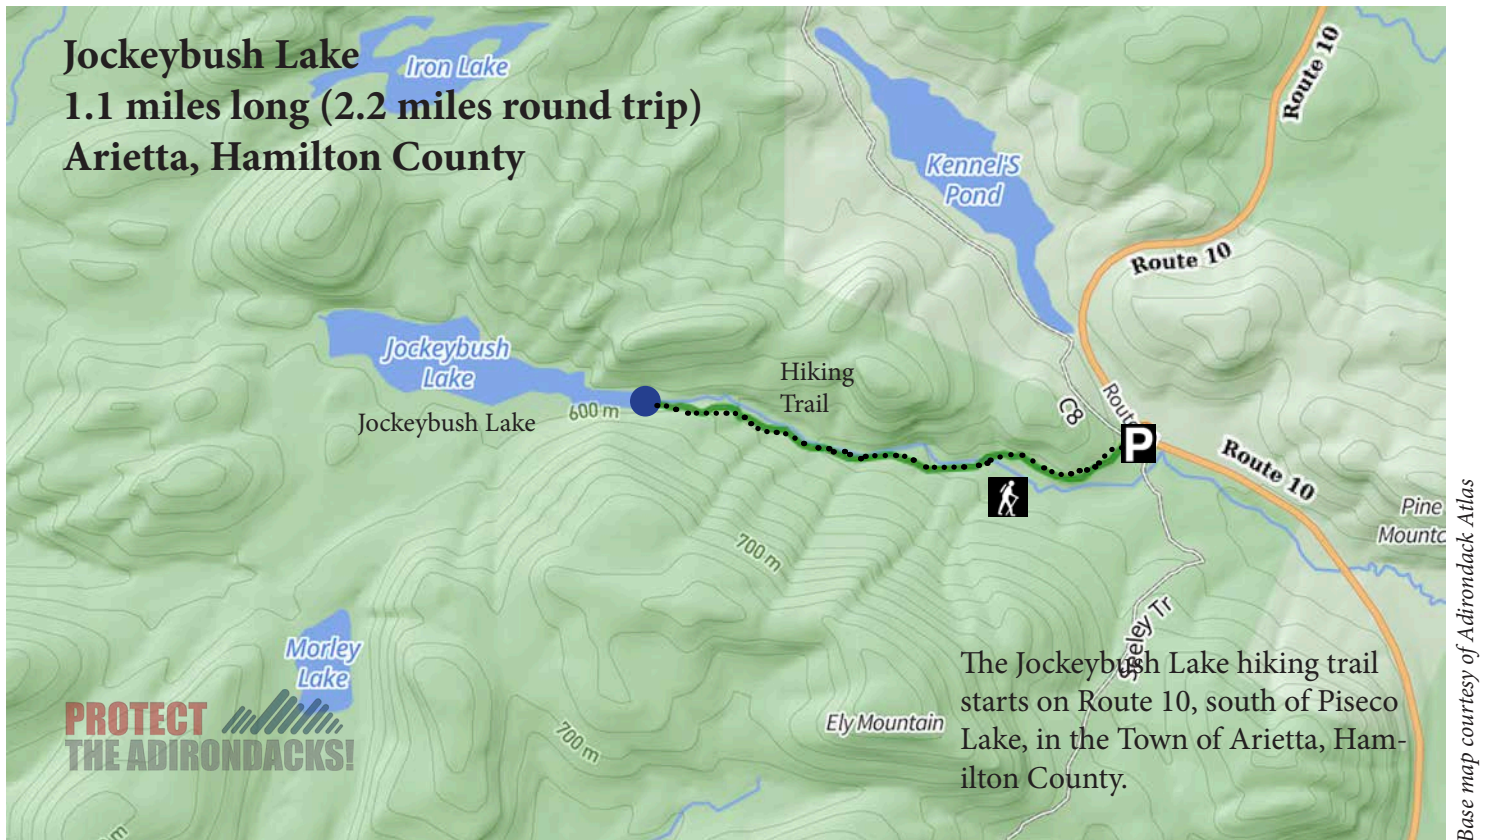 Jockeybush Lake
1.1 miles long (2.2 miles round trip)
Arietta, Hamilton County
Iron Lake
Route 10
Kennel'S
Pond
Route 10
Jockeybush
Lake
Hiking
Trail
Jockeybush Lake
600 m
C8
Route
P
Route 10
Pine
Mountc
700 m
Seeley Tr
Morley
Lake
The Jockeybush Lake hiking trail
starts on Route 10, south of Piseco
Lake, in the Town of Arietta, Ham-
ilton County.
Ely Mountain
700 m
PROTECT
THE ADIRONDACKS!
m
Base map courtesy of Adirondack Atlas